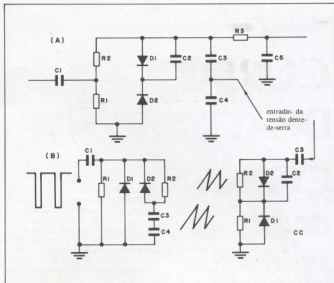 (A)
R3
R2
D1
C2
C3
C5
C1
R1
D2
C4
entradas da
tensão dente-
de-serra
(B)
C1
C3
R1
D1
D2
R2
R2
D2
C2
C3
C4
R1
D1
CC